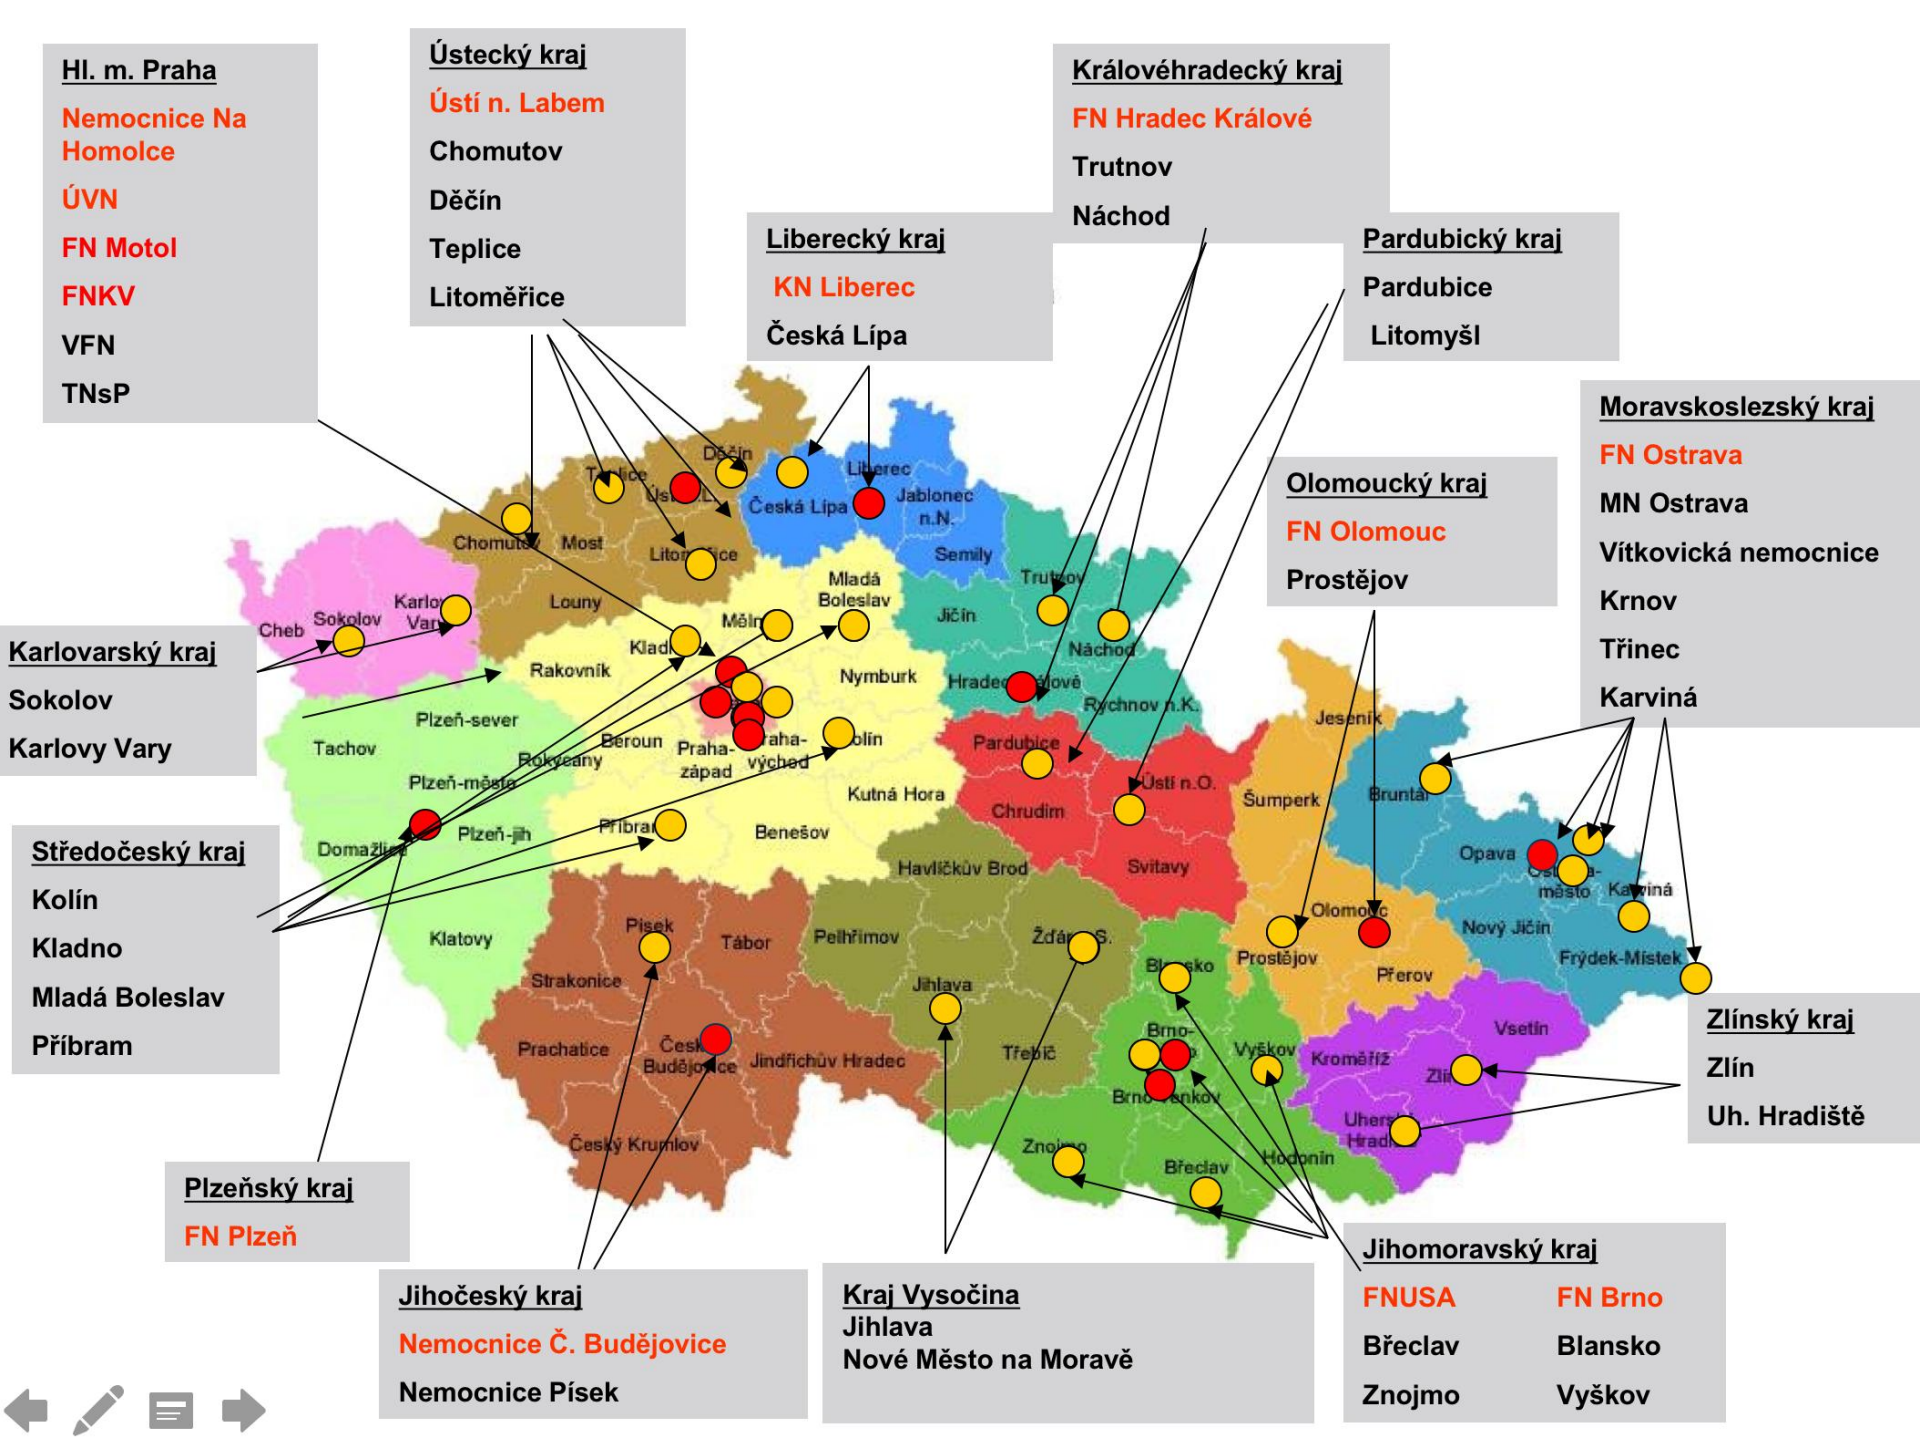 Hl. m. Praha
Nemocnice Na
Homolce
ÚVN
FN Motol
FNKV
VFN
TNsP
Ústecký kraj
Ústí n. Labem
Chomutov
Děčín
Teplice
Litoměřice
Liberecký kraj
KN Liberec
Česká Lípa
Královéhradecký kraj
FN Hradec Králové
Trutnov
Náchod
Pardubický kraj
Pardubice
Litomyšl
Moravskoslezský kraj
FN Ostrava
MN Ostrava
Vítkovická nemocnice
Krnov
Třinec
Karviná
Olomoucký kraj
FN Olomouc
Prostějov
Karlovarský kraj
Sokolov
Karlovy Vary
Středočeský kraj
Kolín
Kladno
Mladá Boleslav
Příbram
Plzeňský kraj
FN Plzeň
Jihočeský kraj
Nemocnice Č. Budějovice
Nemocnice Písek
Kraj Vysočina
Jihlava
Nové Město na Moravě
Jihomoravský kraj
FNUSA FN Brno
Břeclav Blansko
Znojmo Vyškov
Zlínský kraj
Zlín
Uh. Hradiště
Děčín
Liberec
Česká Lípa
Jablonec
n.N.
Semily
Chomutov
Most
Louny
Cheb
Sokolov
Mladá
Boleslav
Rakovník
Nymburk
Beroun
Praha-
západ
východ
Kutná Hora
Benešov
Jičín
Trutnov
Náchod
Rychnov n.K.
Pardubice
Chrudim
Ústí n.O.
Svitavy
Plzeň-sever
Tachov
Rokycany
Plzeň-město
Plzeň-jih
Domažlice
Klatovy
Písek
Tábor
Strakonice
Prachatice
Jindřichův Hradec
Český Krumlov
Havlíčkův Brod
Pelhřimov
Jihlava
Třebíč
Jeseník
Šumperk
Olomouc
Prostějov
Přerov
Bruntál
Opava
město
Karviná
Nový Jičín
Frýdek-Místek
Vsetín
Kroměříž
Brno-
Vyškov
Znojmo
Břeclav
Hodonín